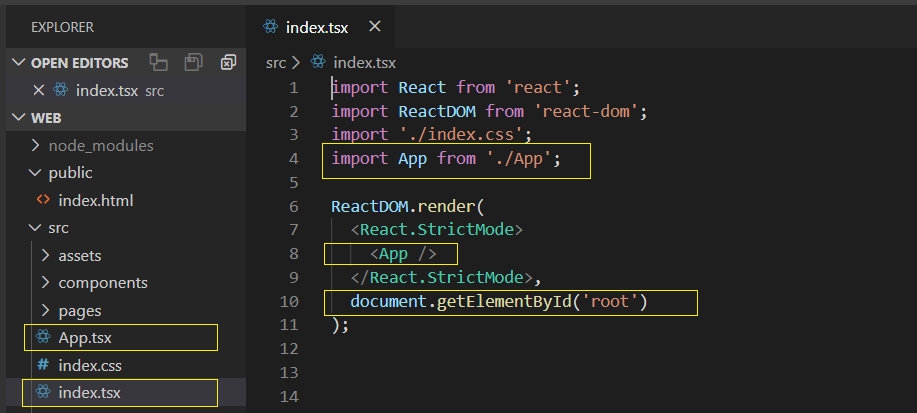 EXPLORER
OPEN EDITORS
index.tsx src
WEB
node_modules
public
index.html
src
assets
components
pages
App.tsx
index.css
index.tsx
index.tsx
src > index.tsx
1 import React from 'react';
2 import ReactDOM from 'react-dom';
3 import './index.css';
4 import App from './App';
5
6 ReactDOM.render(
7   <React.StrictMode>
8     <App />
9   </React.StrictMode>,
10   document.getElementById('root')
11 );
12
13
14